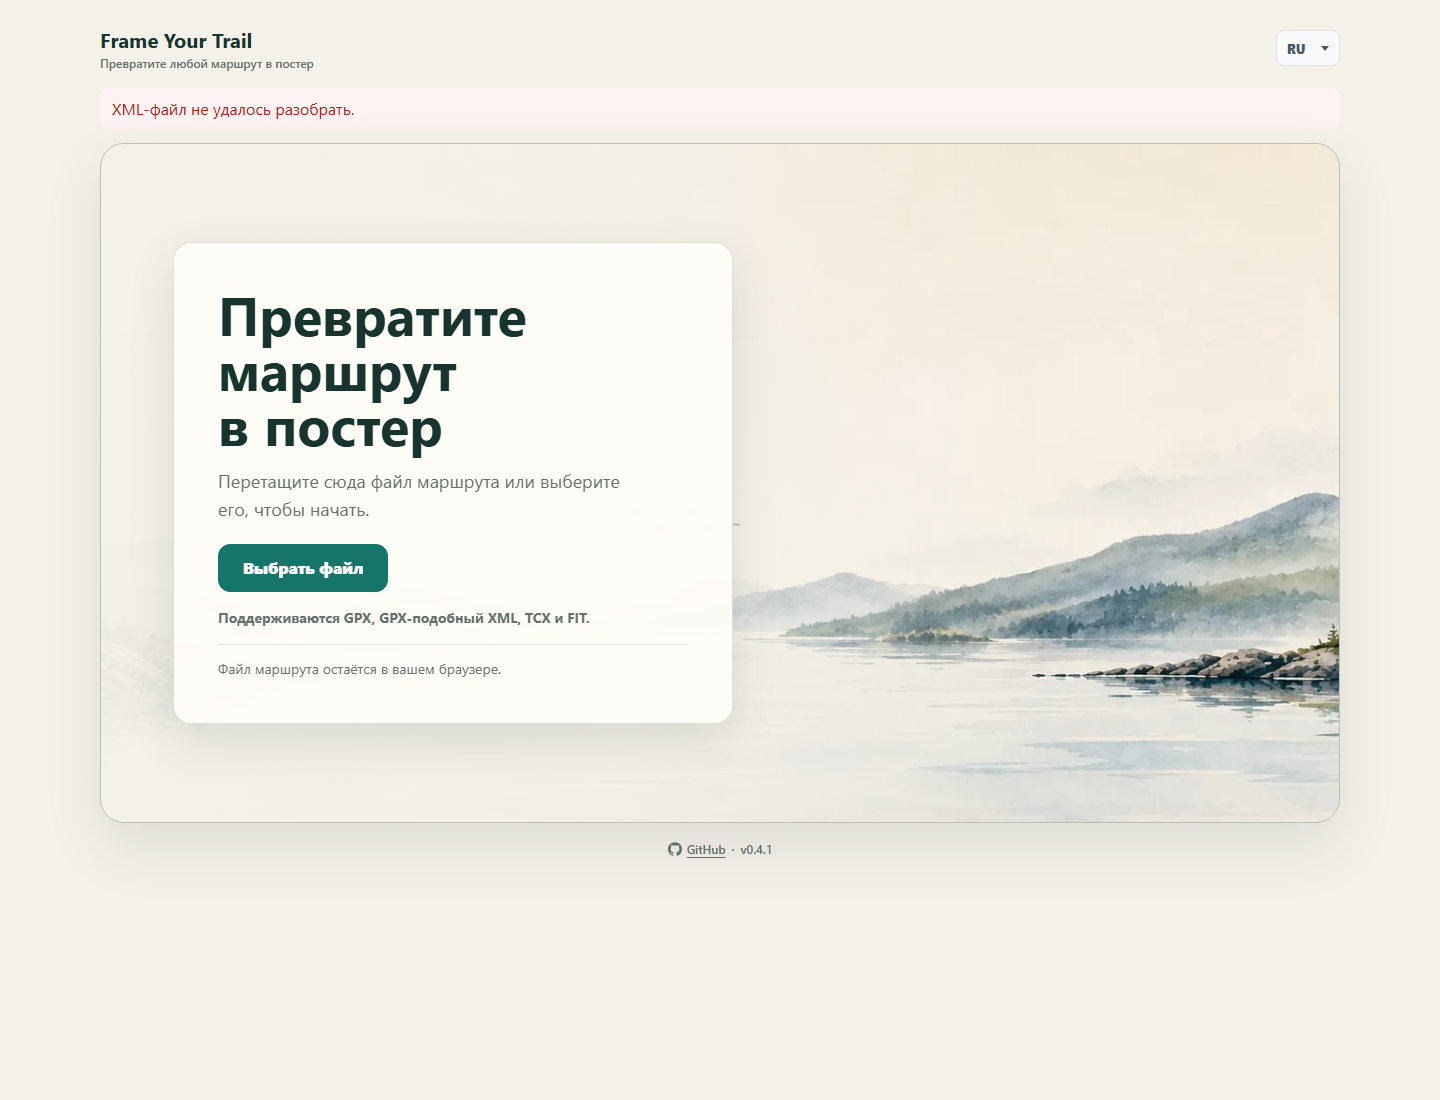 Frame Your Trail
Превратите любой маршрут в постер
RU
XML-файл не удалось разобрать.
Превратите
маршрут
в постер
Перетащите сюда файл маршрута или выберите
его, чтобы начать.
Выбрать файл
Поддерживаются GPX, GPX-подобный XML, TCX и FIT.
Файл маршрута остаётся в вашем браузере.
GitHub · v0.4.1